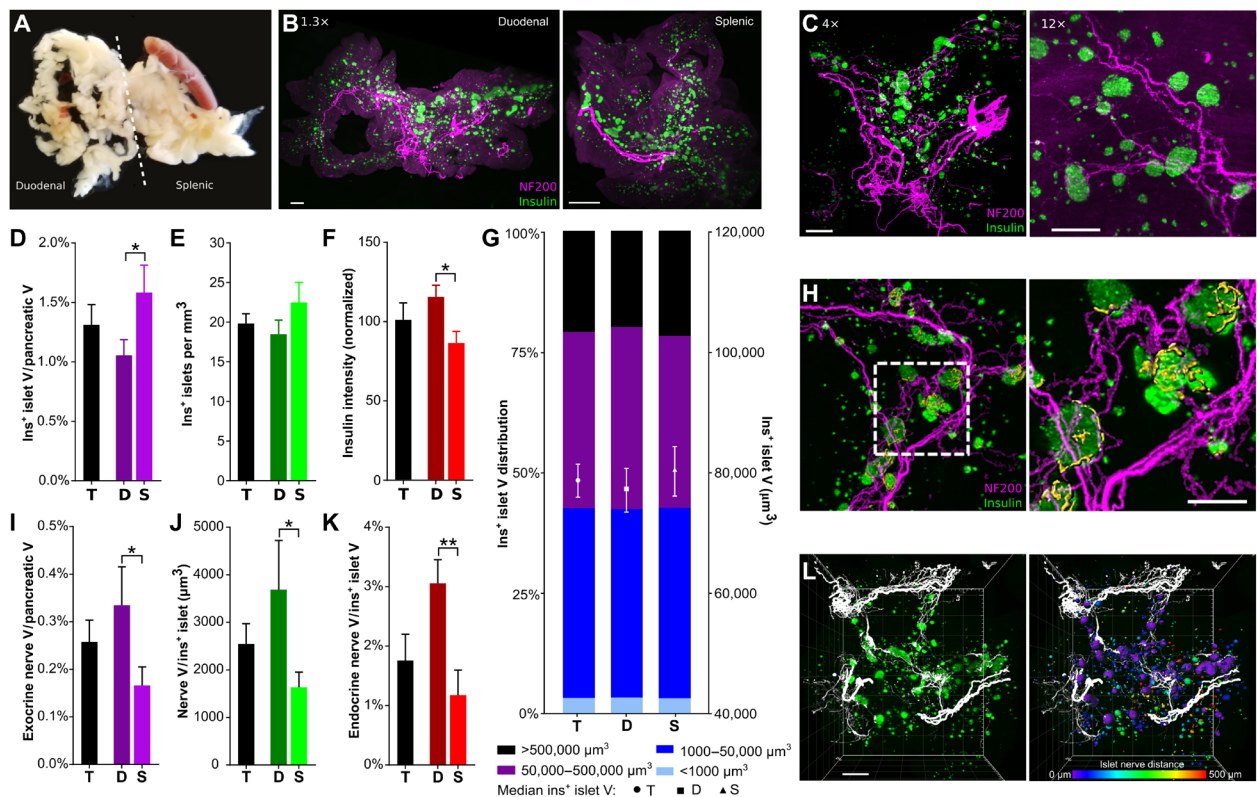 A
Duodenal
Splenic
B
1.3×
Duodenal
NF200
Insulin
Splenic
C
4×
NF200
Insulin
12×
D
Ins⁺ islet V/pancreatic V
2.0%
1.5%
1.0%
0.5%
0.0%
*
T D S
E
Ins⁺ islets per mm³
30
25
20
15
10
5
0
T D S
F
Insulin intensity (normalized)
150
100
50
0
*
T D S
G
Ins⁺ islet V distribution
100%
75%
50%
25%
0%
120,000
100,000
80,000
60,000
40,000
Ins⁺ islet V (µm³)
T D S
>500,000 µm³
1000–50,000 µm³
50,000–500,000 µm³
<1000 µm³
Median ins⁺ islet V: T D S
H
NF200
Insulin
I
Exocrine nerve V/pancreatic V
0.5%
0.4%
0.3%
0.2%
0.1%
0.0%
*
T D S
J
Nerve V/ins⁺ islet (µm³)
5000
4000
3000
2000
1000
0
*
T D S
K
Endocrine nerve V/ins⁺ islet V
4%
3%
2%
1%
0%
**
T D S
L
Islet nerve distance
0 µm
500 µm